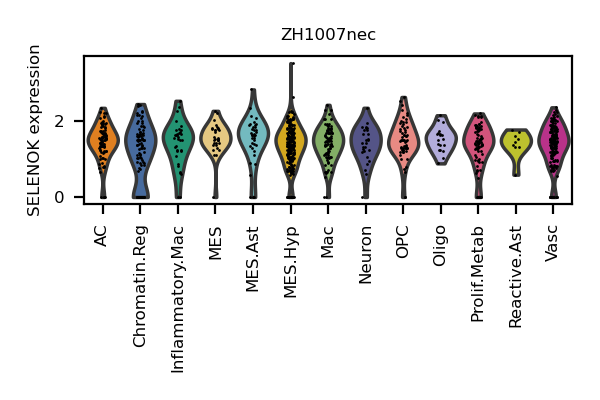 ZH1007nec
SELENOK expression
2
0
AC
Chromatin.Reg
Inflammatory.Mac
MES
MES.Ast
MES.Hyp
Mac
Neuron
OPC
Oligo
Prolif.Metab
Reactive.Ast
Vasc